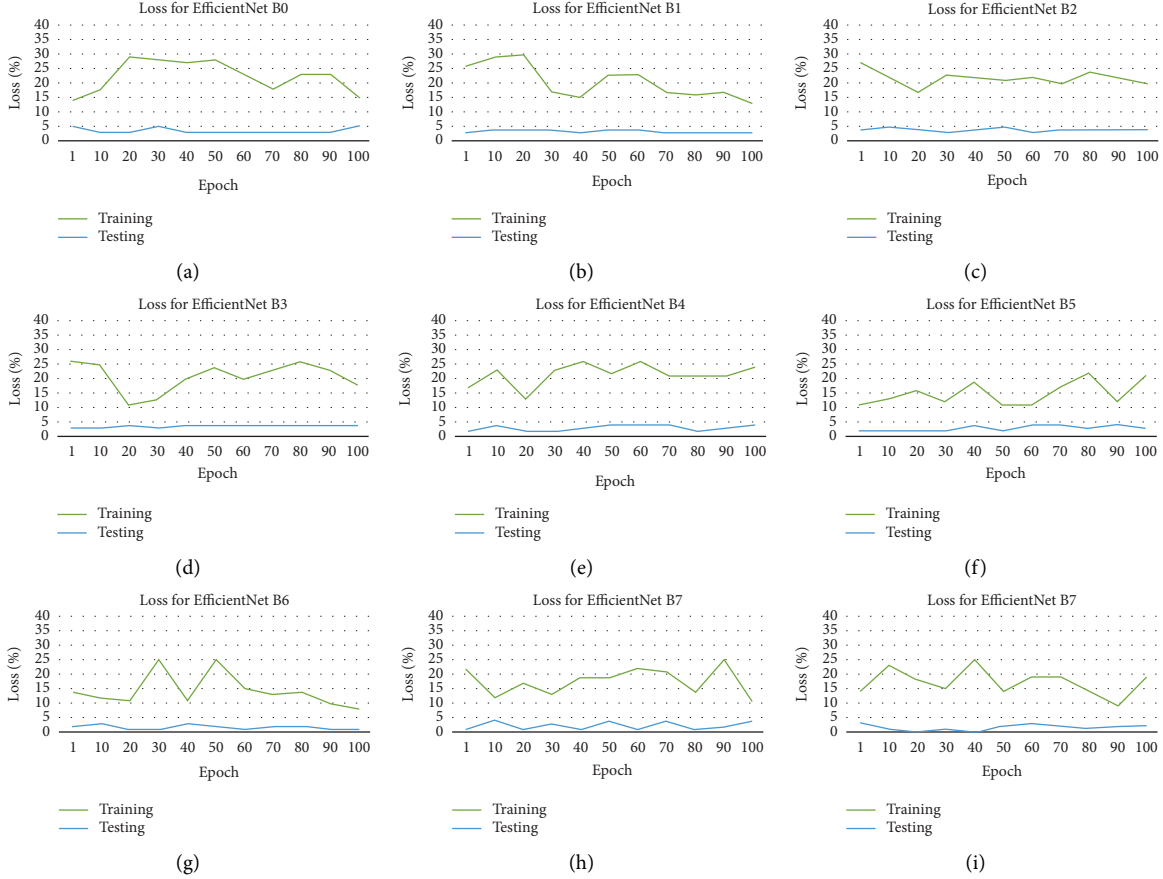 Loss for EfficientNet B0
40
35
30
25
20
15
10
5
0
Loss (%)
1 10 20 30 40 50 60 70 80 90 100
Epoch
Training
Testing
(a)
Loss for EfficientNet B1
40
35
30
25
20
15
10
5
0
Loss (%)
1 10 20 30 40 50 60 70 80 90 100
Epoch
Training
Testing
(b)
Loss for EfficientNet B2
40
35
30
25
20
15
10
5
0
Loss (%)
1 10 20 30 40 50 60 70 80 90 100
Epoch
Training
Testing
(c)
Loss for EfficientNet B3
40
35
30
25
20
15
10
5
0
Loss (%)
1 10 20 30 40 50 60 70 80 90 100
Epoch
Training
Testing
(d)
Loss for EfficientNet B4
40
35
30
25
20
15
10
5
0
Loss (%)
1 10 20 30 40 50 60 70 80 90 100
Epoch
Training
Testing
(e)
Loss for EfficientNet B5
40
35
30
25
20
15
10
5
0
Loss (%)
1 10 20 30 40 50 60 70 80 90 100
Epoch
Training
Testing
(f)
Loss for EfficientNet B6
40
35
30
25
20
15
10
5
0
Loss (%)
1 10 20 30 40 50 60 70 80 90 100
Epoch
Training
Testing
(g)
Loss for EfficientNet B7
40
35
30
25
20
15
10
5
0
Loss (%)
1 10 20 30 40 50 60 70 80 90 100
Epoch
Training
Testing
(h)
Loss for EfficientNet B7
40
35
30
25
20
15
10
5
0
Loss (%)
1 10 20 30 40 50 60 70 80 90 100
Epoch
Training
Testing
(i)